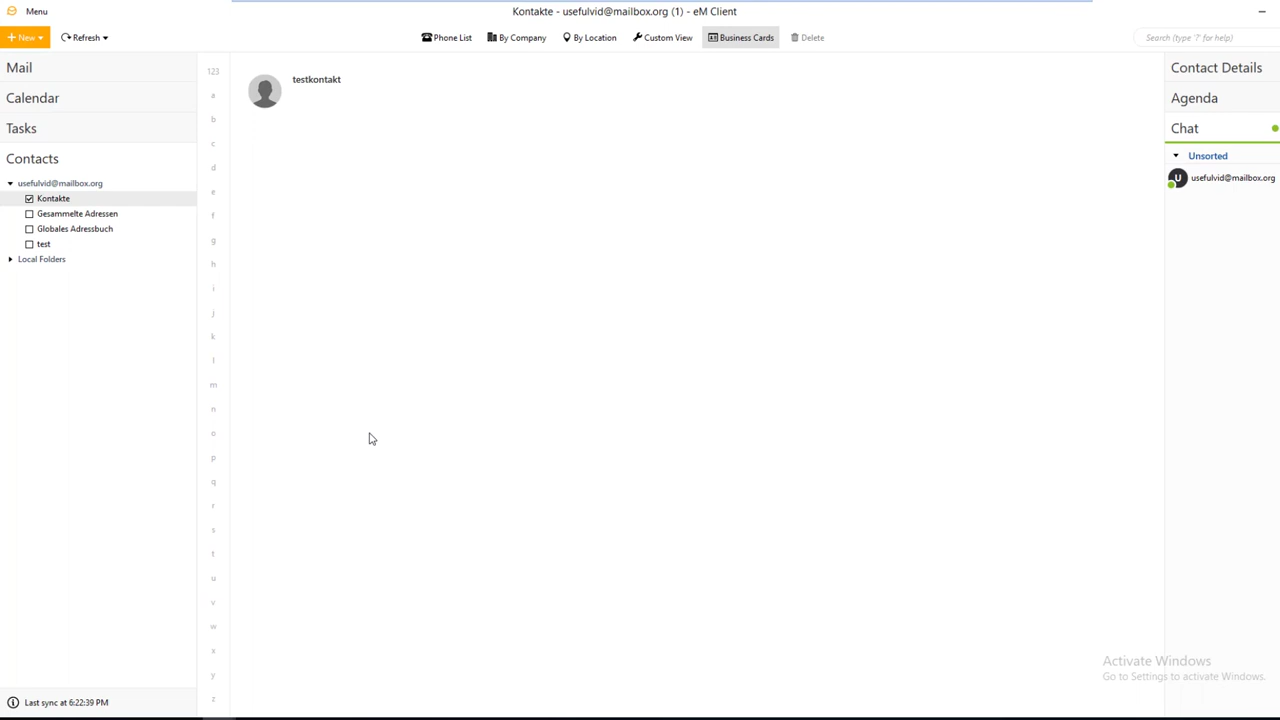 Menu
Kontakte - usefulvid@mailbox.org (1) - eM Client
New
Refresh
Phone List
By Company
By Location
Custom View
Business Cards
Delete
Search (type '?' for help)
Mail
Calendar
Tasks
Contacts
usefulvid@mailbox.org
Kontakte
Gesammelte Adressen
Globales Adressbuch
test
Local Folders
123
a
b
c
d
e
f
g
h
i
j
k
l
m
n
o
p
q
r
s
t
u
v
w
x
y
z
testkontakt
Contact Details
Agenda
Chat
Unsorted
U
usefulvid@mailbox.org
Activate Windows
Go to Settings to activate Windows.
Last sync at 6:22:39 PM